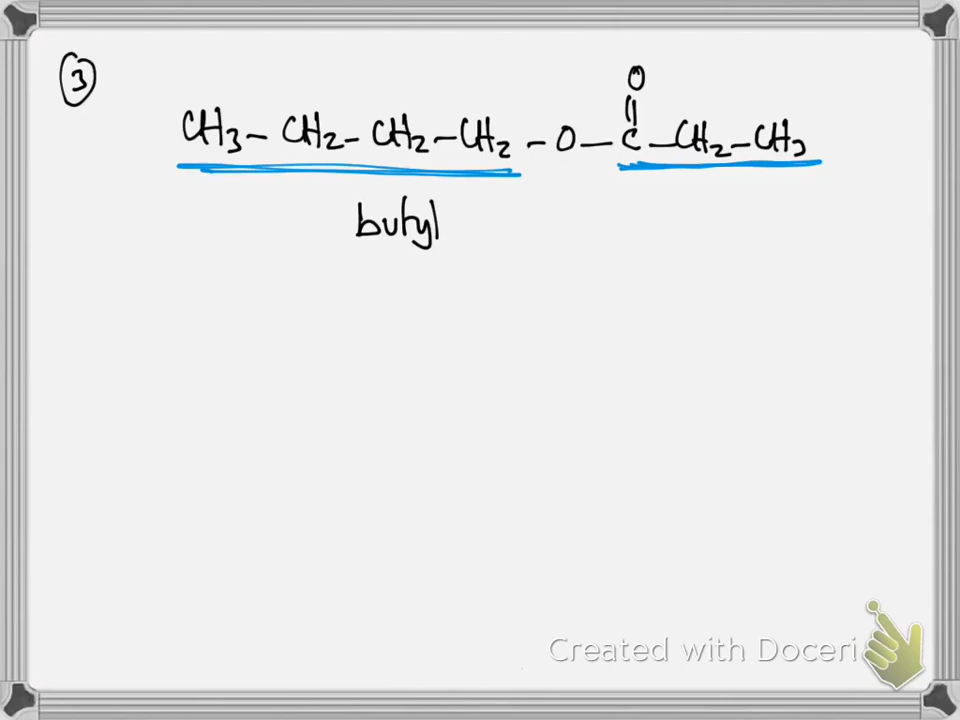 ③
O
||
CH3 - CH2 - CH2 - CH2 - O - C - CH2 - CH3
butyl
Created with Doceri